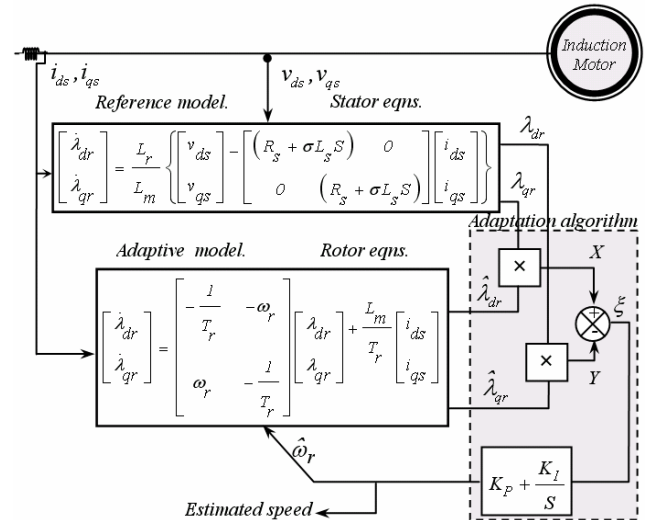 Induction
Motor
i_ds , i_qs
v_ds , v_qs
Reference model. Stator eqns.
[λ̇_dr λ̇_qr] = L_r / L_m {[v_ds v_qs] − [(R_s + σL_s S) 0 0 (R_s + σL_s S)] [i_ds i_qs]}
λ_dr
λ_qr
Adaptation algorithm
Adaptive model. Rotor eqns.
[λ̇_dr λ̇_qr] = [−1/T_r −ω_r ω_r −1/T_r] [λ_dr λ_qr] + L_m / T_r [i_ds i_qs]
λ̂_dr
×
X
+
-
ξ
×
Y
λ̂_qr
ω̂_r
K_P + K_I / S
Estimated speed